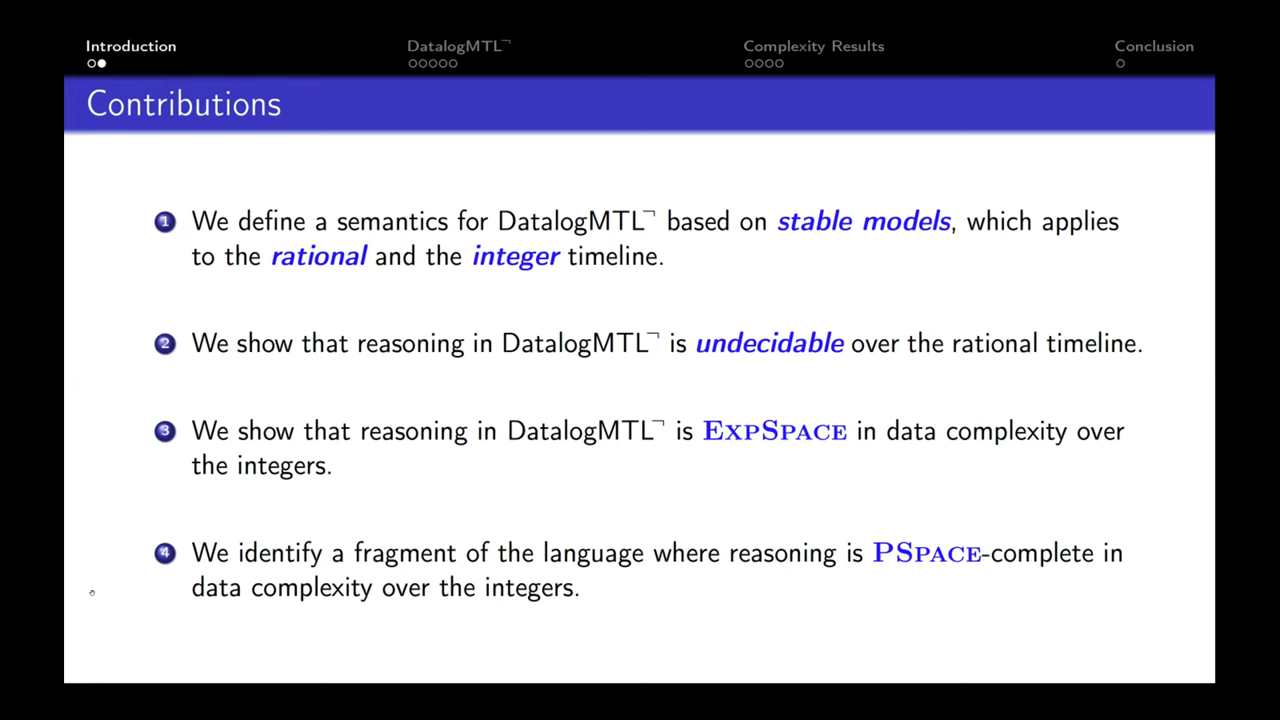 Introduction DatalogMTL¬ Complexity Results Conclusion
Contributions
1 We define a semantics for DatalogMTL¬ based on stable models, which applies
to the rational and the integer timeline.
2 We show that reasoning in DatalogMTL¬ is undecidable over the rational timeline.
3 We show that reasoning in DatalogMTL¬ is ExpSpace in data complexity over
the integers.
4 We identify a fragment of the language where reasoning is PSpace-complete in
data complexity over the integers.